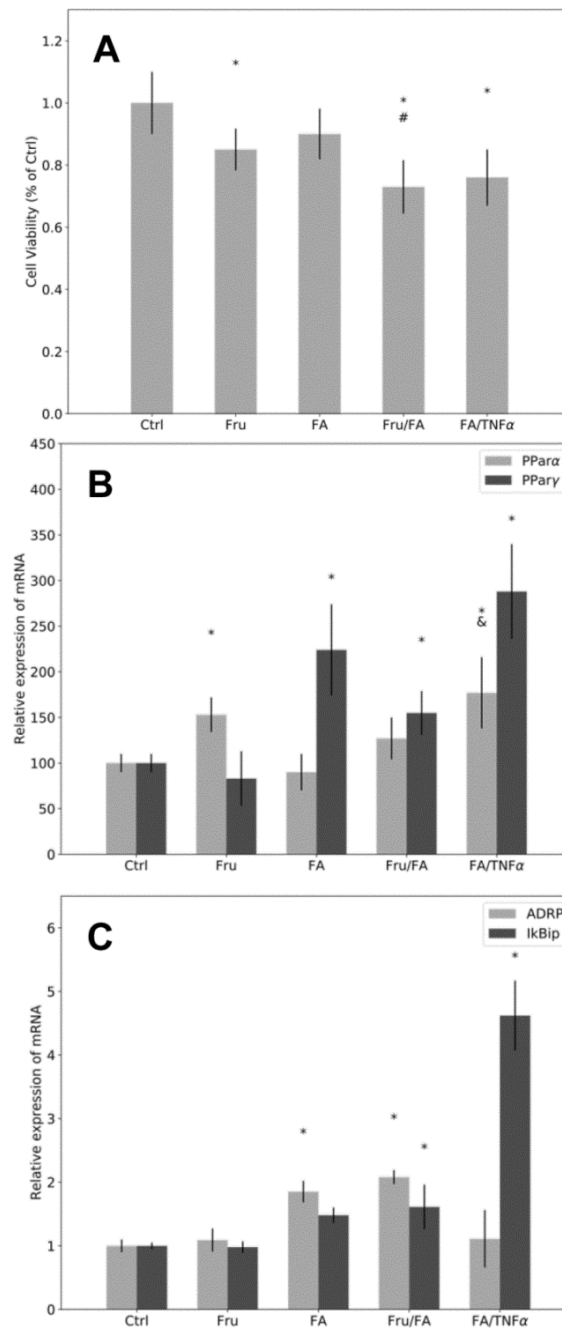 A
Cell Viability (% of Ctrl)
1.2
1.0
0.8
0.6
0.4
0.2
0.0
*
*
#
*
Ctrl Fru FA Fru/FA FA/TNFα
B
PParα
PParγ
Relative expression of mRNA
450
400
350
300
250
200
150
100
50
0
*
*
*
*
&
*
Ctrl Fru FA Fru/FA FA/TNFα
C
ADRP
IkBip
Relative expression of mRNA
6
5
4
3
2
1
0
*
*
*
*
Ctrl Fru FA Fru/FA FA/TNFα